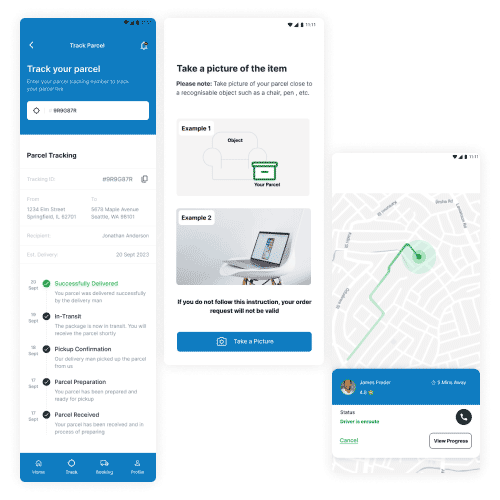 11:11
Track Parcel
Track your parcel
Enter your parcel tracking number to track
your parcel live
9R9G87R
Parcel Tracking
Tracking ID
#9R9G87R
From
To
1234 Elm Street
Springfield, IL 62701
5678 Maple Avenue
Seattle, WA 98101
Recipient
Jonathan Anderson
Est. Delivery
20 Sept 2023
20
Sept
Successfully Delivered
Your parcel was delivered successfully
by the delivery man
19
Sept
In-Transit
The package is now in transit. You will
receive the parcel shortly
18
Sept
Pickup Confirmation
Our delivery men picked up the parcel
from us
17
Sept
Parcel Preparation
You parcel has been prepared and
ready for pickup
17
Sept
Parcel Received
Your parcel has been received and in
process of preparing
Home
Track
Booking
Profile
11:11
Take a picture of the item
Please note: Take picture of your parcel close to
a recognisable object such as a chair, pen , etc.
Example 1
Object
Your Parcel
Example 2
If you do not follow this instruction, your order
request will not be valid
Take a Picture
11:11
James Frader
4.8
5 Mins Away
Status
Driver is enroute
Cancel
View Progress